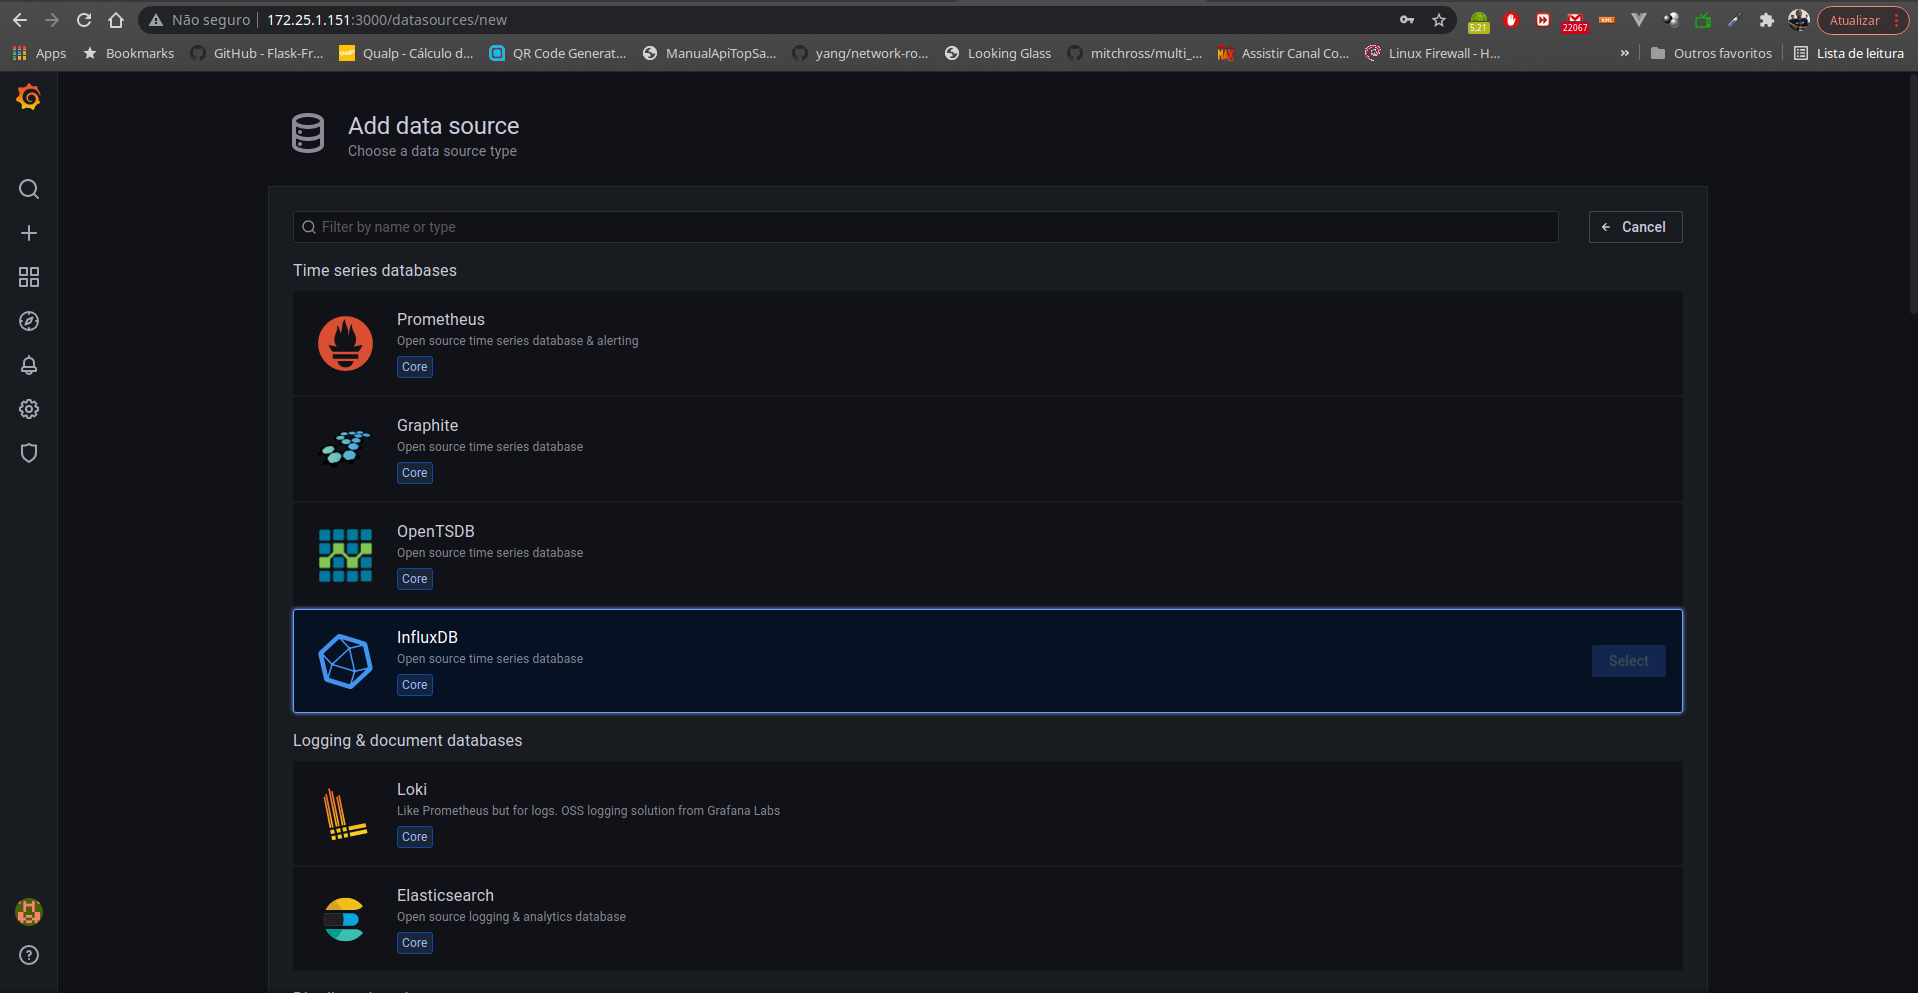 Não seguro 172.25.1.151:3000/datasources/new 5,21 22067 XML Atualizar
Apps Bookmarks GitHub - Flask-Fr... Qualp - Cálculo d... QR Code Generat... ManualApiTopSa... yang/network-ro... Looking Glass mitchross/multi_... MAX Assistir Canal Co... Linux Firewall - H... » Outros favoritos Lista de leitura
Add data source
Choose a data source type
Filter by name or type
Cancel
Time series databases
Prometheus
Open source time series database & alerting
Core
Graphite
Open source time series database
Core
OpenTSDB
Open source time series database
Core
InfluxDB
Open source time series database
Core
Select
Logging & document databases
Loki
Like Prometheus but for logs. OSS logging solution from Grafana Labs
Core
Elasticsearch
Open source logging & analytics database
Core